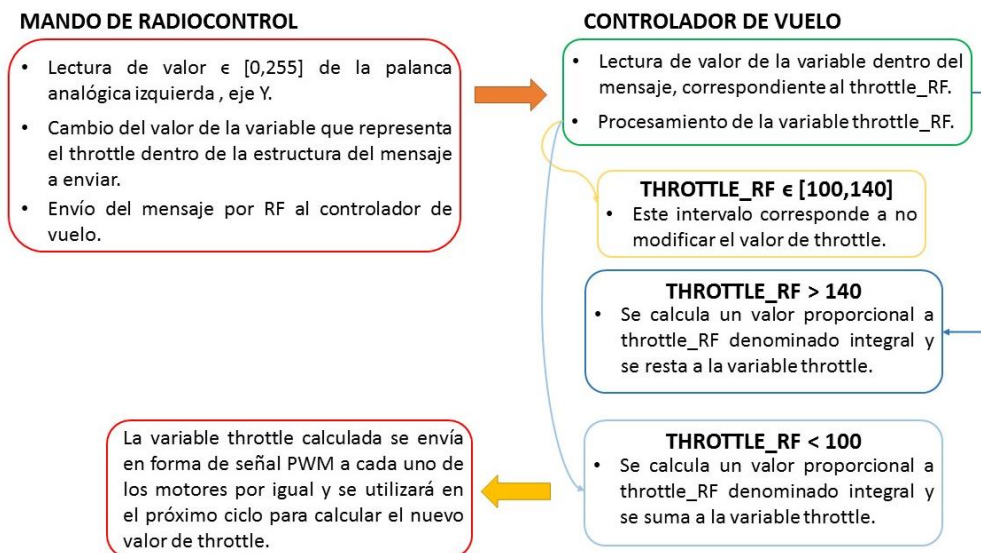 MANDO DE RADIOCONTROL
• Lectura de valor ϵ [0,255] de la palanca
analógica izquierda , eje Y.
• Cambio del valor de la variable que representa
el throttle dentro de la estructura del mensaje
a enviar.
• Envío del mensaje por RF al controlador de
vuelo.
CONTROLADOR DE VUELO
• Lectura de valor de la variable dentro del
mensaje, correspondiente al throttle_RF.
• Procesamiento de la variable throttle_RF.
THROTTLE_RF ϵ [100,140]
• Este intervalo corresponde a no
modificar el valor de throttle.
THROTTLE_RF > 140
• Se calcula un valor proporcional a
throttle_RF denominado integral y
se resta a la variable throttle.
THROTTLE_RF < 100
• Se calcula un valor proporcional a
throttle_RF denominado integral y
se suma a la variable throttle.
La variable throttle calculada se envía
en forma de señal PWM a cada uno de
los motores por igual y se utilizará en
el próximo ciclo para calcular el nuevo
valor de throttle.